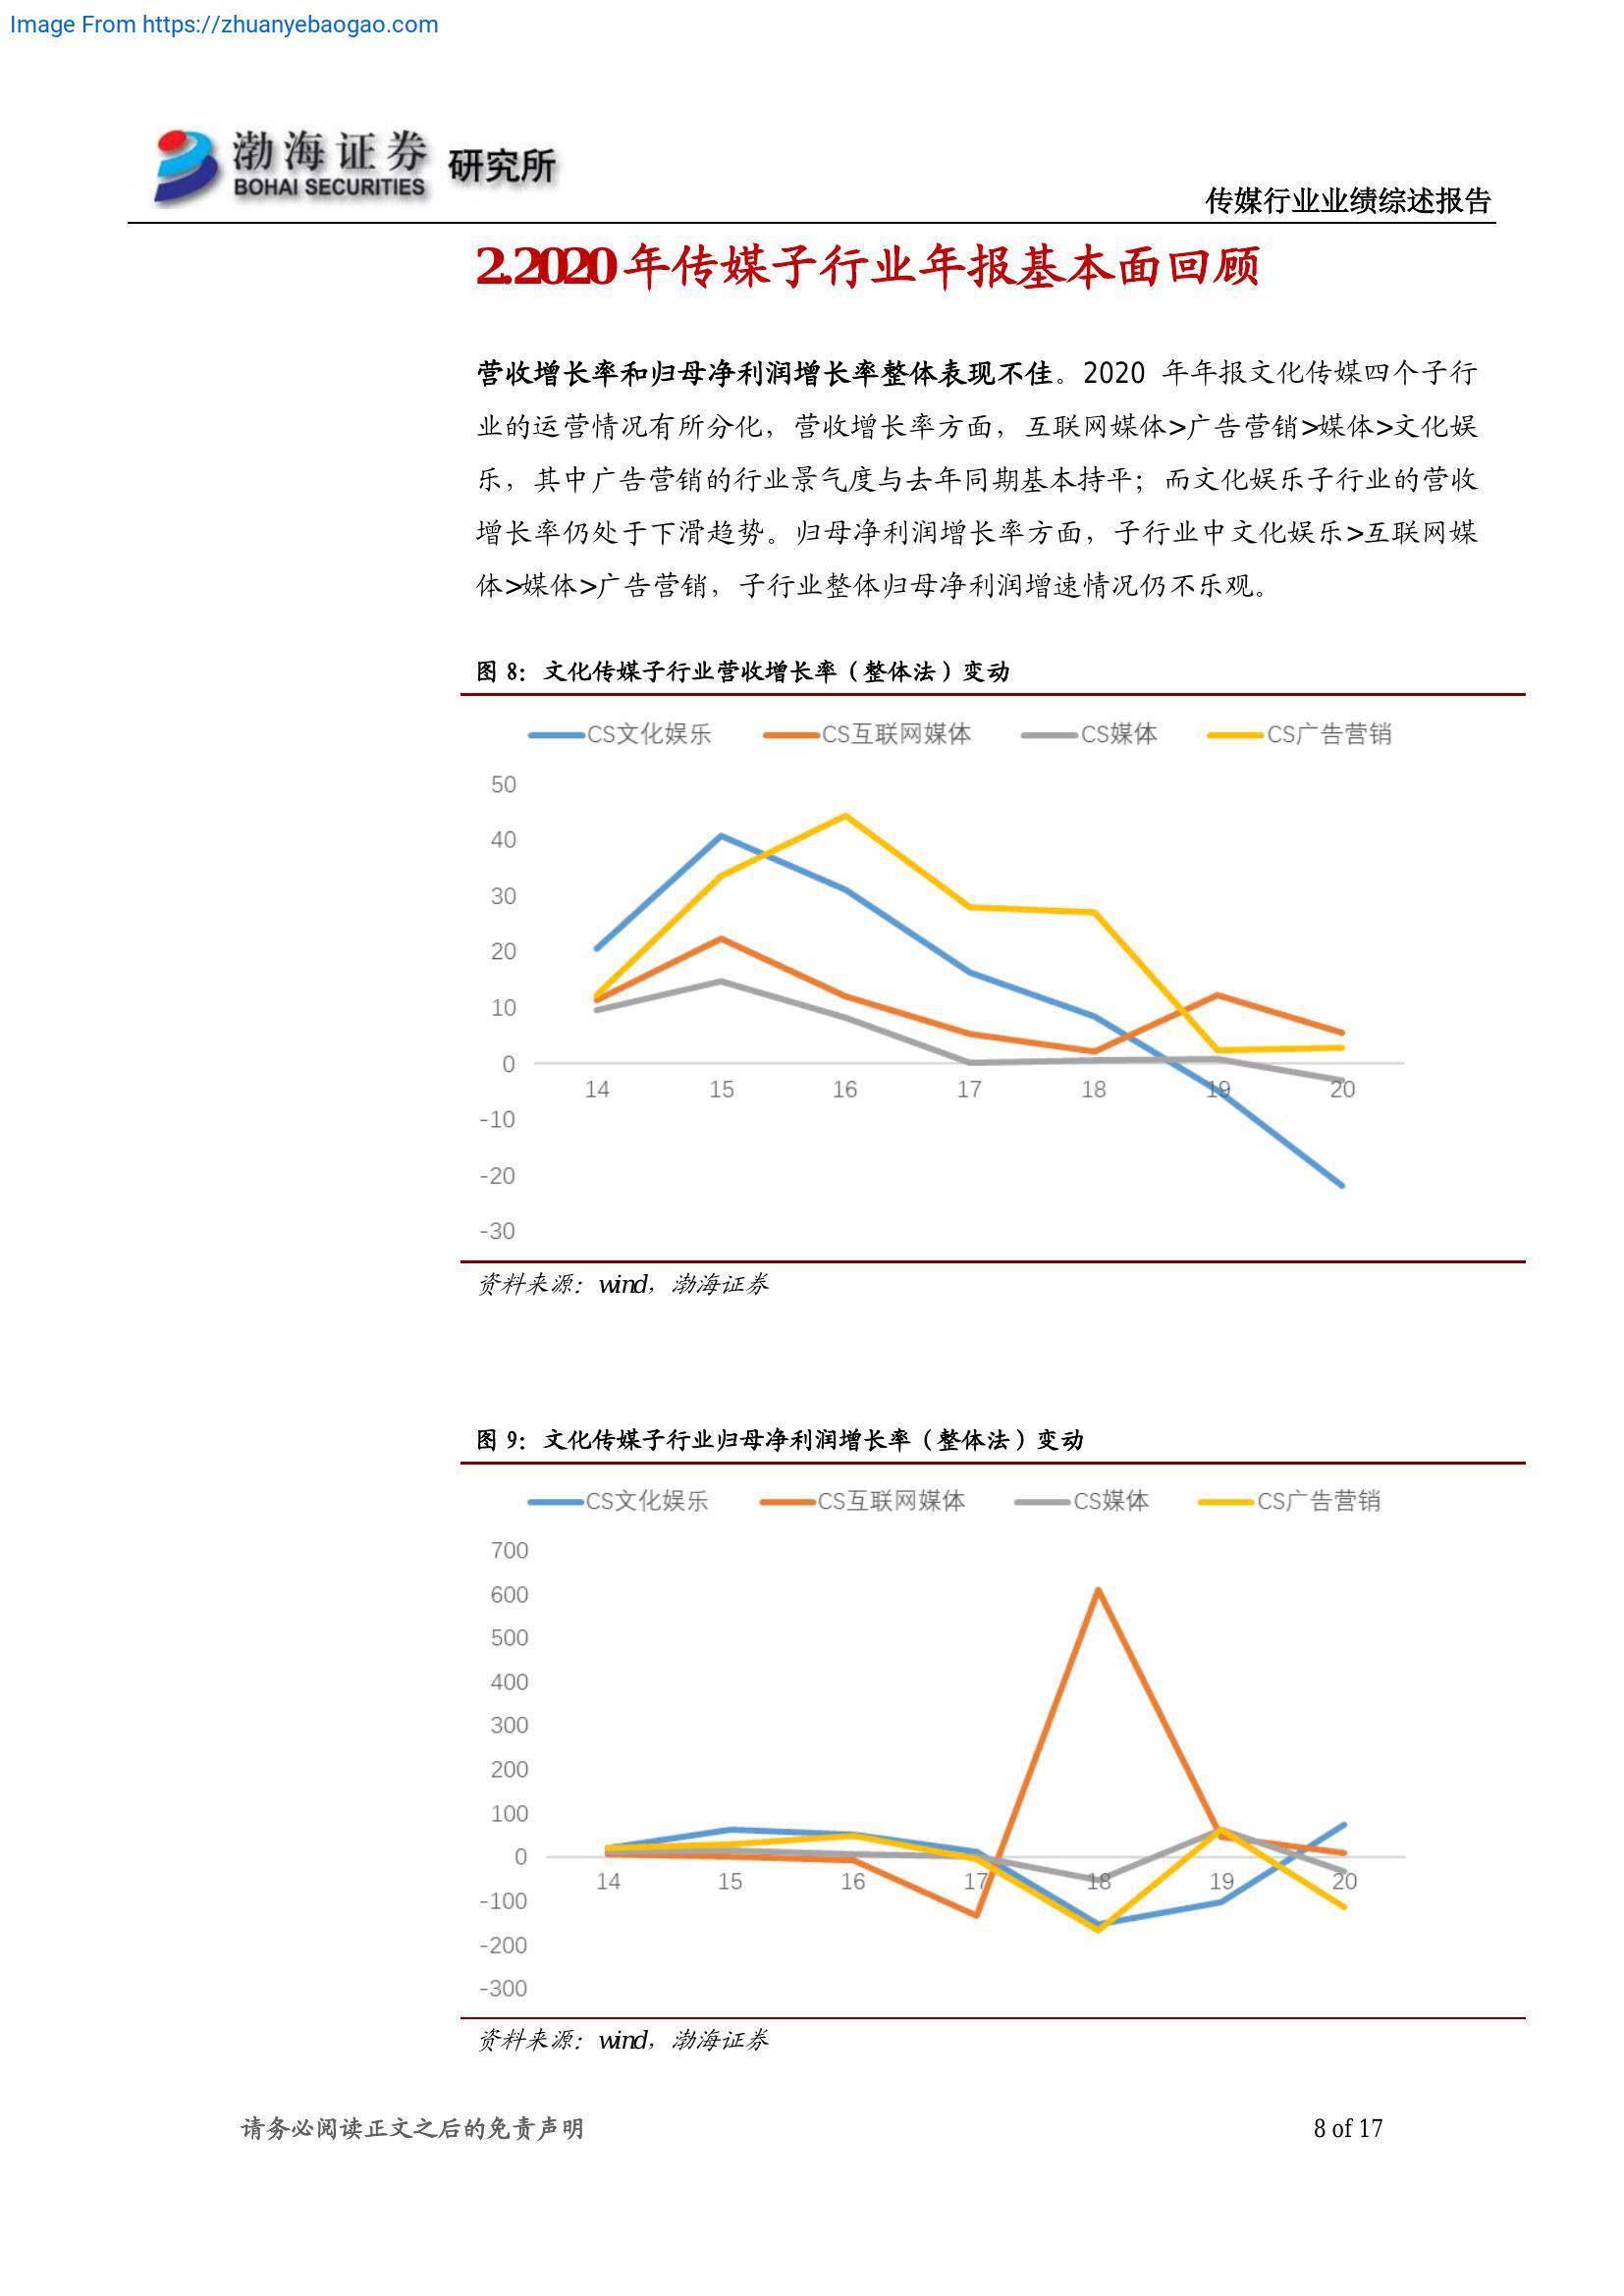 Image From https://zhuanyebaogao.com
渤海证券 研究所
BOHAI SECURITIES
传媒行业业绩综述报告
2.2020年传媒子行业年报基本面回顾
营收增长率和归母净利润增长率整体表现不佳。2020 年年报文化传媒四个子行
业的运营情况有所分化，营收增长率方面，互联网媒体>广告营销>媒体>文化娱
乐，其中广告营销的行业景气度与去年同期基本持平；而文化娱乐子行业的营收
增长率仍处于下滑趋势。归母净利润增长率方面，子行业中文化娱乐>互联网媒
体>媒体>广告营销，子行业整体归母净利润增速情况仍不乐观。
图 8：文化传媒子行业营收增长率（整体法）变动
CS文化娱乐 CS互联网媒体 CS媒体 CS广告营销
50
40
30
20
10
0
14 15 16 17 18 19 20
-10
-20
-30
资料来源：wind，渤海证券
图 9：文化传媒子行业归母净利润增长率（整体法）变动
CS文化娱乐 CS互联网媒体 CS媒体 CS广告营销
700
600
500
400
300
200
100
0
14 15 16 17 18 19 20
-100
-200
-300
资料来源：wind，渤海证券
请务必阅读正文之后的免责声明 8 of 17